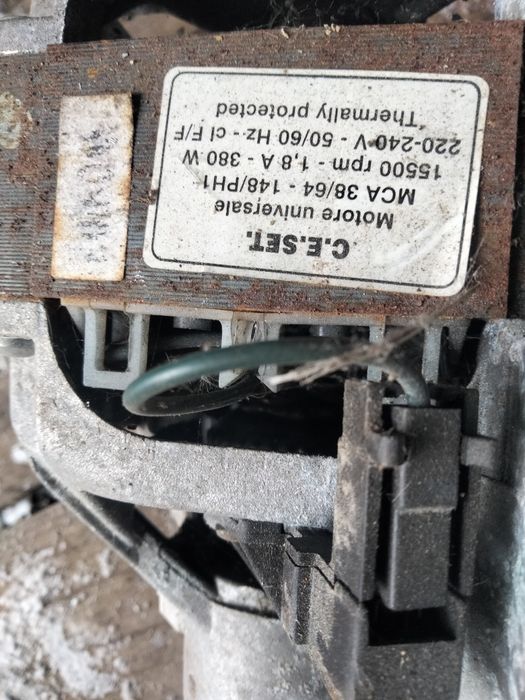 C.E.SET.
Motore universale
MCA 38/64 - 148/PH1
15500 rpm - 1,8 A - 380 W
220-240 V - 50/60 Hz - cl F/F
Thermally protected